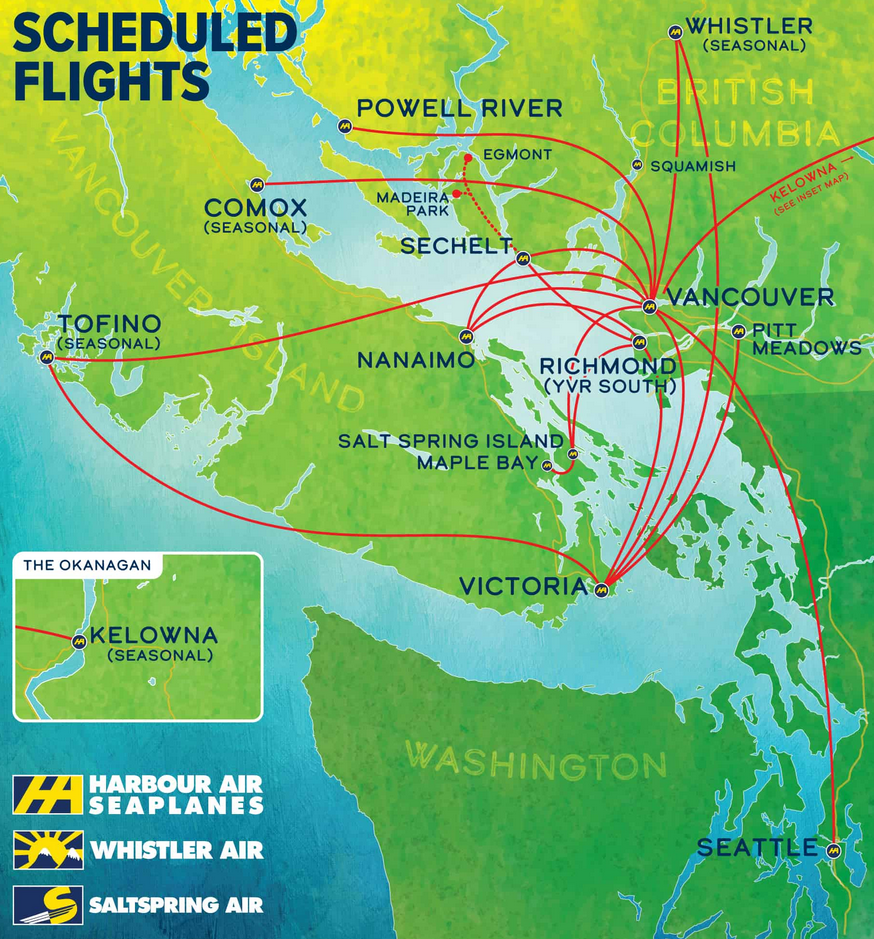 SCHEDULED
FLIGHTS
WHISTLER
(SEASONAL)
BRITISH
COLUMBIA
POWELL RIVER
EGMONT
SQUAMISH
MADEIRA
PARK
KELOWNA →
(SEE INSET MAP)
COMOX
(SEASONAL)
VANCOUVER ISLAND
SECHELT
VANCOUVER
TOFINO
(SEASONAL)
PITT
MEADOWS
NANAIMO
RICHMOND
(YVR SOUTH)
SALT SPRING ISLAND
MAPLE BAY
VICTORIA
THE OKANAGAN
KELOWNA
(SEASONAL)
WASHINGTON
HARBOUR AIR
SEAPLANES
WHISTLER AIR
SEATTLE
SALTSPRING AIR